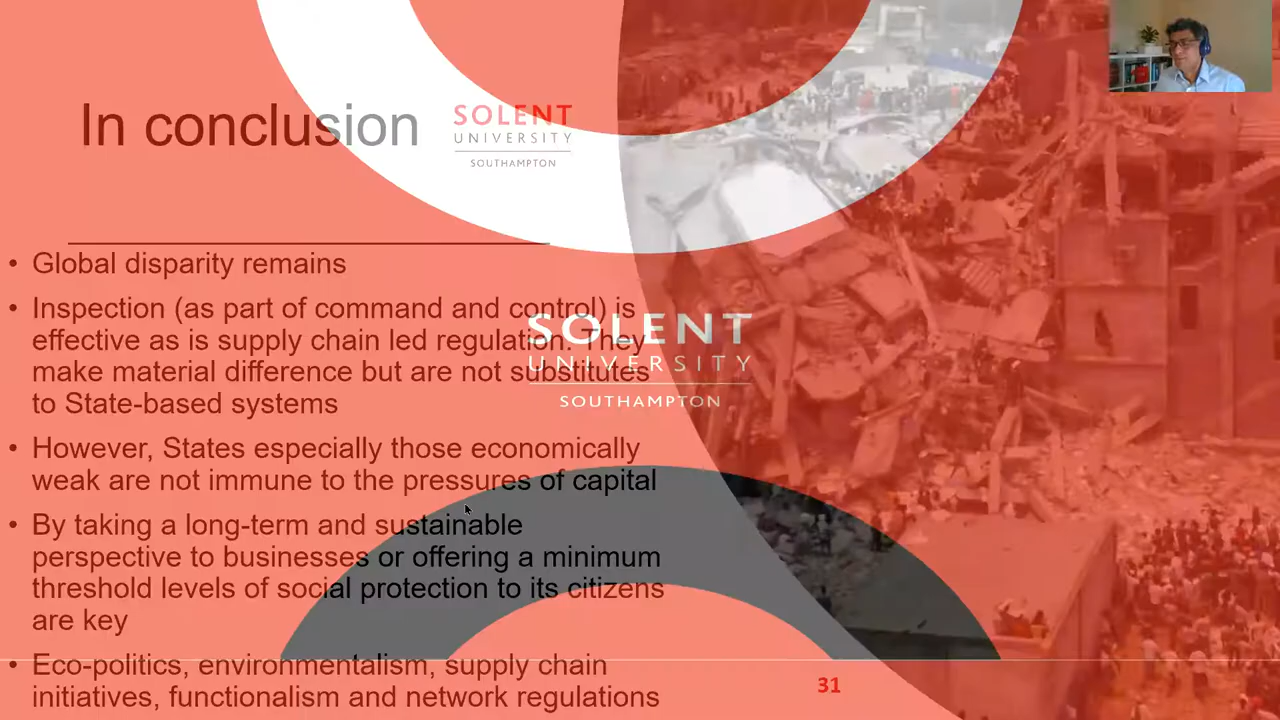 In conclusion
SOLENT
UNIVERSITY
SOUTHAMPTON
• Global disparity remains
• Inspection (as part of command and control) is
effective as is supply chain led regulation. They
make material difference but are not substitutes
to State-based systems
SOLENT
UNIVERSITY
SOUTHAMPTON
• However, States especially those economically
weak are not immune to the pressures of capital
• By taking a long-term and sustainable
perspective to businesses or offering a minimum
threshold levels of social protection to its citizens
are key
• Eco-politics, environmentalism, supply chain
initiatives, functionalism and network regulations
31